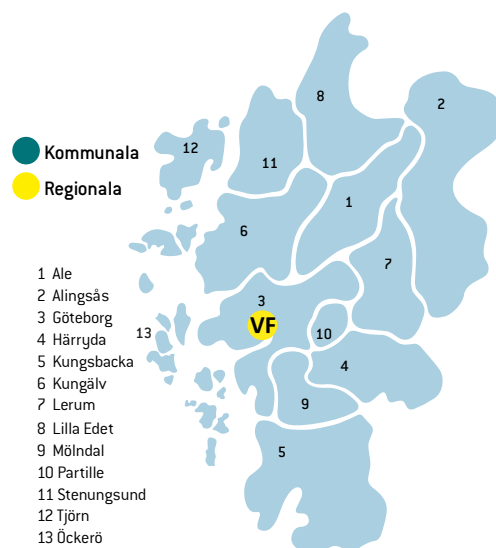 8
2
12
Kommunala
11
Regionala
1
6
7
1 Ale
2 Alingsås
3
3 Göteborg
VF
13
10
4 Härryda
4
5 Kungsbacka
6 Kungälv
7 Lerum
9
8 Lilla Edet
9 Mölndal
5
10 Partille
11 Stenungsund
12 Tjörn
13 Öckerö